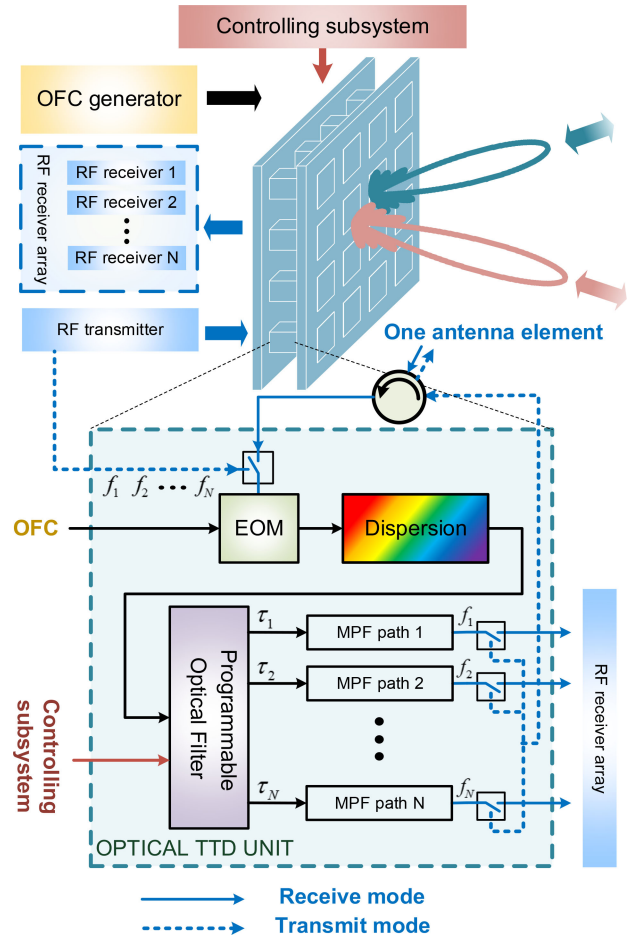 Controlling subsystem
OFC generator
RF receiver array
RF receiver 1
RF receiver 2
RF receiver N
RF transmitter
One antenna element
f1 f2 fN
OFC
EOM
Dispersion
Programmable
Optical Filter
τ1
MPF path 1
f1
τ2
MPF path 2
f2
τN
MPF path N
fN
RF receiver array
Controlling
subsystem
OPTICAL TTD UNIT
Receive mode
Transmit mode